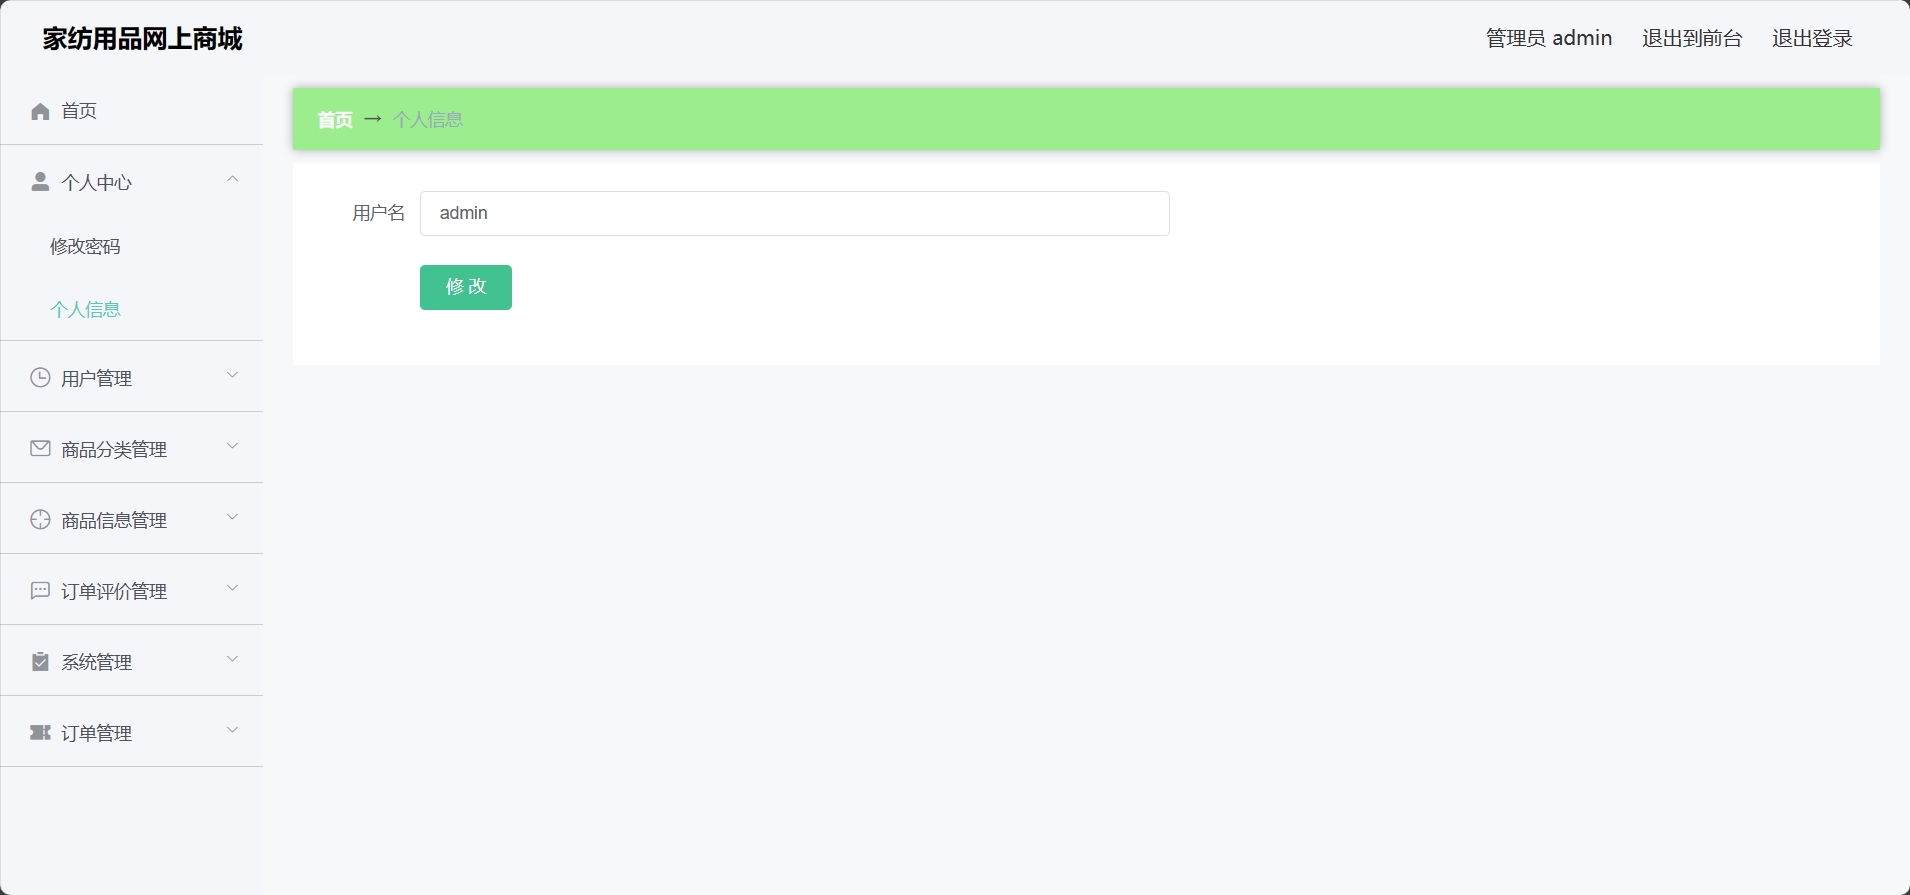 家纺用品网上商城
管理员 admin 退出到前台 退出登录
首页
个人中心
修改密码
个人信息
用户管理
商品分类管理
商品信息管理
订单评价管理
系统管理
订单管理
首页 → 个人信息
用户名 admin
修改